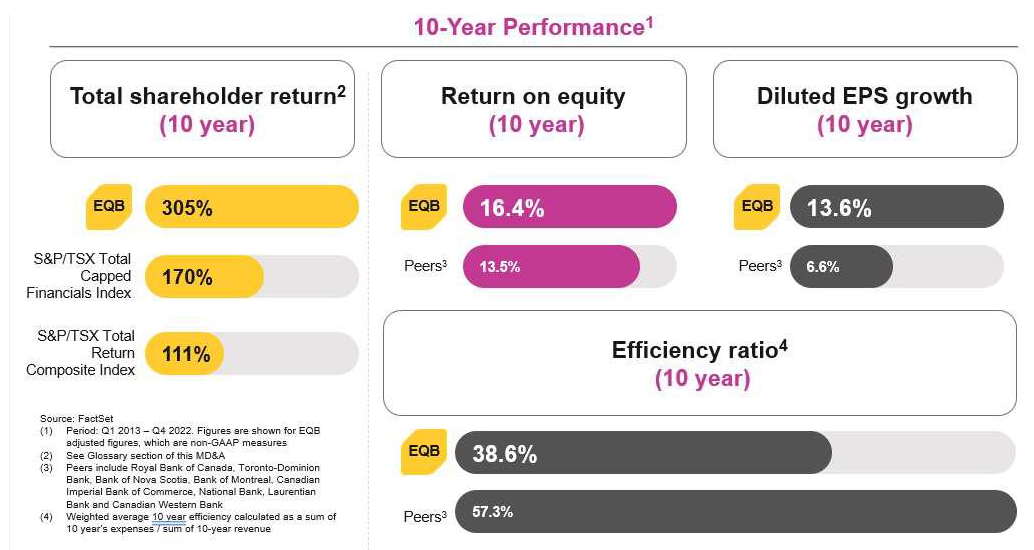 10-Year Performance1
Total shareholder return2
(10 year)
EQB
305%
S&P/TSX Total
Capped
Financials Index
170%
S&P/TSX Total
Return
Composite Index
111%
Source: FactSet
(1) Period: Q1 2013 – Q4 2022. Figures are shown for EQB
adjusted figures, which are non-GAAP measures
(2) See Glossary section of this MD&A
(3) Peers include Royal Bank of Canada, Toronto-Dominion
Bank, Bank of Nova Scotia, Bank of Montreal, Canadian
Imperial Bank of Commerce, National Bank, Laurentian
Bank and Canadian Western Bank
(4) Weighted average 10 year efficiency calculated as a sum of
10 year's expenses / sum of 10-year revenue
Return on equity
(10 year)
EQB
16.4%
Peers3
13.5%
Diluted EPS growth
(10 year)
EQB
13.6%
Peers3
6.6%
Efficiency ratio4
(10 year)
EQB
38.6%
Peers3
57.3%